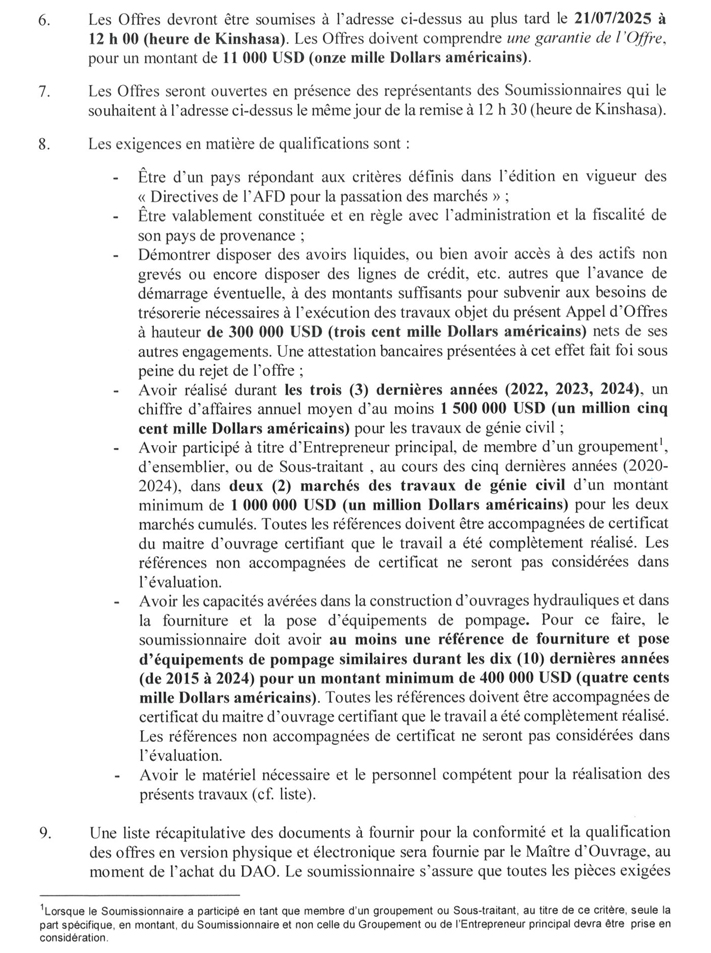 6. Les Offres devront être soumises à l'adresse ci-dessus au plus tard le 21/07/2025 à
12 h 00 (heure de Kinshasa). Les Offres doivent comprendre une garantie de l'Offre,
pour un montant de 11 000 USD (onze mille Dollars américains).
7. Les Offres seront ouvertes en présence des représentants des Soumissionnaires qui le
souhaitent à l'adresse ci-dessus le même jour de la remise à 12 h 30 (heure de Kinshasa).
8. Les exigences en matière de qualifications sont :
- Être d'un pays répondant aux critères définis dans l'édition en vigueur des
« Directives de l'AFD pour la passation des marchés » ;
- Être valablement constituée et en règle avec l'administration et la fiscalité de
son pays de provenance ;
- Démontrer disposer des avoirs liquides, ou bien avoir accès à des actifs non
grevés ou encore disposer des lignes de crédit, etc. autres que l'avance de
démarrage éventuelle, à des montants suffisants pour subvenir aux besoins de
trésorerie nécessaires à l'exécution des travaux objet du présent Appel d'Offres
à hauteur de 300 000 USD (trois cent mille Dollars américains) nets de ses
autres engagements. Une attestation bancaires présentées à cet effet fait foi sous
peine du rejet de l'offre ;
- Avoir réalisé durant les trois (3) dernières années (2022, 2023, 2024), un
chiffre d'affaires annuel moyen d'au moins 1 500 000 USD (un million cinq
cent mille Dollars américains) pour les travaux de génie civil ;
- Avoir participé à titre d'Entrepreneur principal, de membre d'un groupement¹,
d'ensemblier, ou de Sous-traitant , au cours des cinq dernières années (2020-
2024), dans deux (2) marchés des travaux de génie civil d'un montant
minimum de 1 000 000 USD (un million Dollars américains) pour les deux
marchés cumulés. Toutes les références doivent être accompagnées de certificat
du maitre d'ouvrage certifiant que le travail a été complètement réalisé. Les
références non accompagnées de certificat ne seront pas considérées dans
l'évaluation.
- Avoir les capacités avérées dans la construction d'ouvrages hydrauliques et dans
la fourniture et la pose d'équipements de pompage. Pour ce faire, le
soumissionnaire doit avoir au moins une référence de fourniture et pose
d'équipements de pompage similaires durant les dix (10) dernières années
(de 2015 à 2024) pour un montant minimum de 400 000 USD (quatre cents
mille Dollars américains). Toutes les références doivent être accompagnées de
certificat du maitre d'ouvrage certifiant que le travail a été complètement réalisé.
Les références non accompagnées de certificat ne seront pas considérées dans
l'évaluation.
- Avoir le matériel nécessaire et le personnel compétent pour la réalisation des
présents travaux (cf. liste).
9. Une liste récapitulative des documents à fournir pour la conformité et la qualification
des offres en version physique et électronique sera fournie par le Maître d'Ouvrage, au
moment de l'achat du DAO. Le soumissionnaire s'assure que toutes les pièces exigées
¹Lorsque le Soumissionnaire a participé en tant que membre d'un groupement ou Sous-traitant, au titre de ce critère, seule la
part spécifique, en montant, du Soumissionnaire et non celle du Groupement ou de l'Entrepreneur principal devra être prise en
considération.